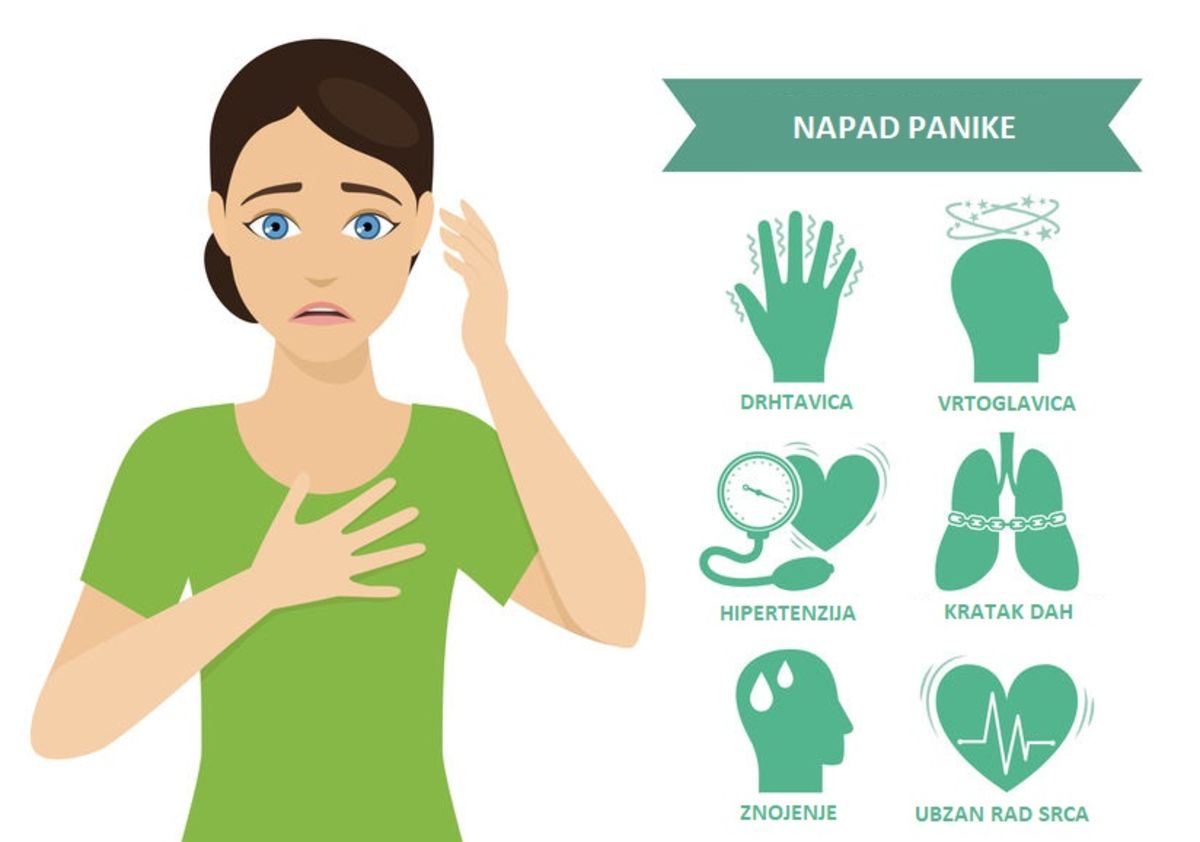 NAPAD PANIKE
DRHTAVICA
VRTOGLAVICA
HIPERTENZIJA
KRATAK DAH
ZNOJENJE
UBZAN RAD SRCA